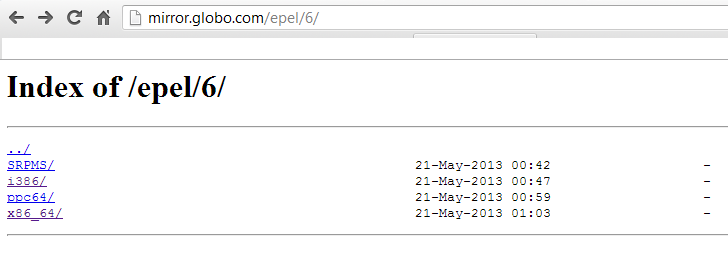 mirror.globo.com/epel/6/
Index of /epel/6/
../
SRPMS/ 21-May-2013 00:42 -
i386/ 21-May-2013 00:47 -
ppc64/ 21-May-2013 00:59 -
x86_64/ 21-May-2013 01:03 -